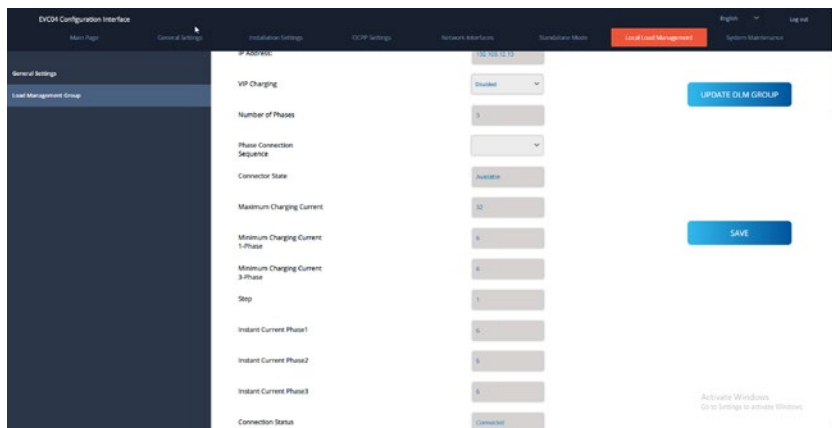 EVC04 Configuration Interface
English
Log out
Main Page
General Settings
Installation Settings
OCPP Settings
Network Interfaces
Standalone Mode
Local Load Management
System Maintenance
General Settings
Load Management Group
IP Address:
VIP Charging
Disabled
UPDATE DLM GROUP
Number of Phases
3
Phase Connection
Sequence
Connector State
Available
Maximum Charging Current
32
Minimum Charging Current
1-Phase
6
SAVE
Minimum Charging Current
3-Phase
6
Step
1
Instant Current Phase1
6
Instant Current Phase2
6
Instant Current Phase3
6
Activate Windows
Go to Settings to activate Windows.
Connection Status
Connected